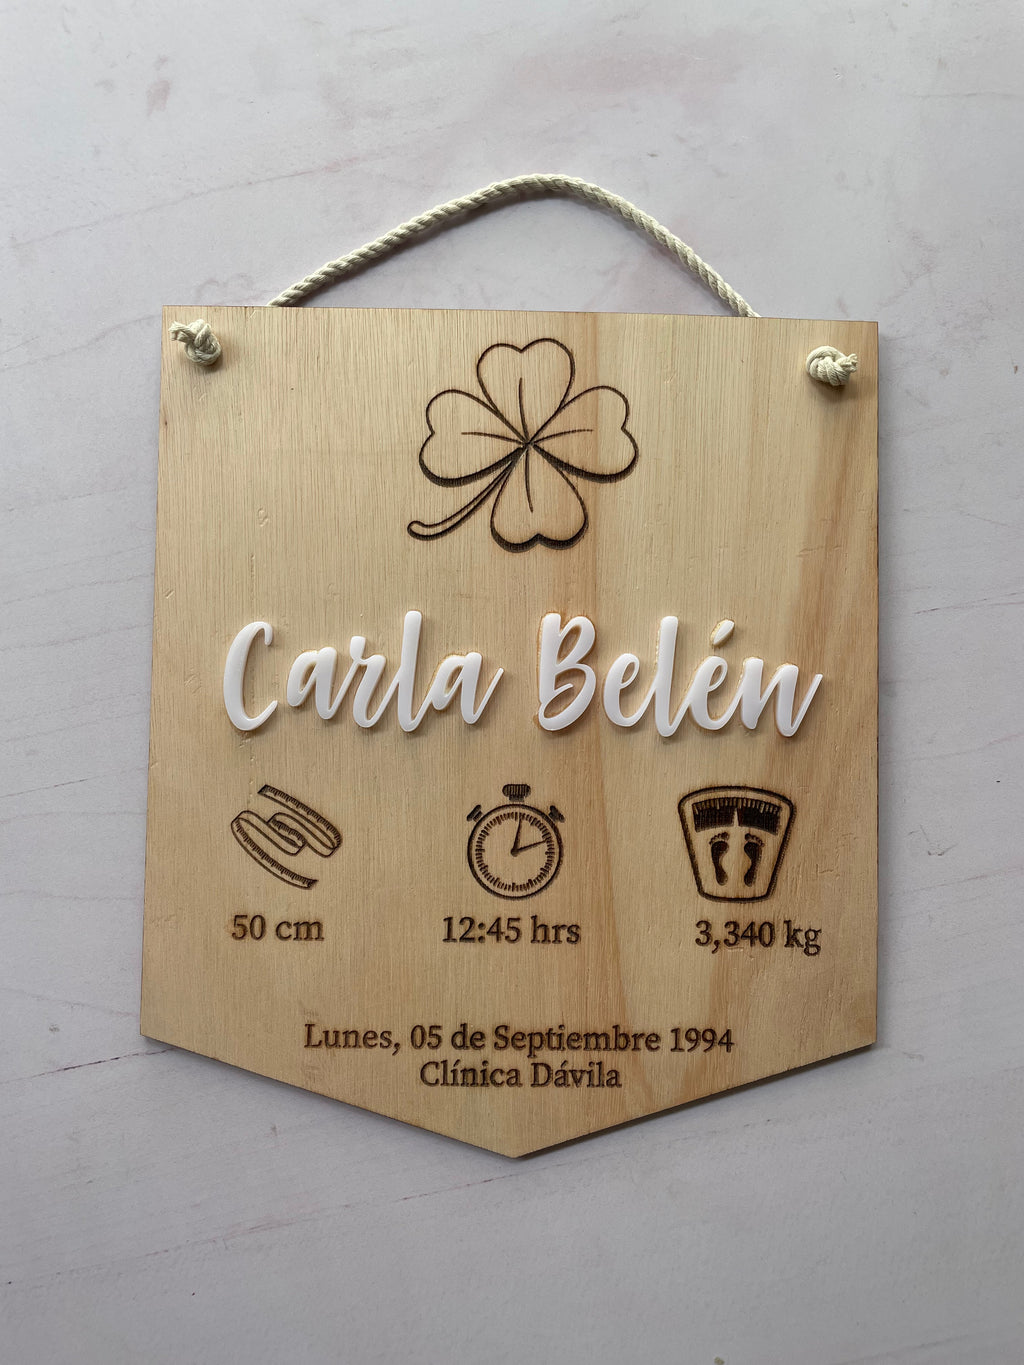 Carla Belén
50 cm
12:45 hrs
3,340 kg
Lunes, 05 de Septiembre 1994
Clínica Dávila